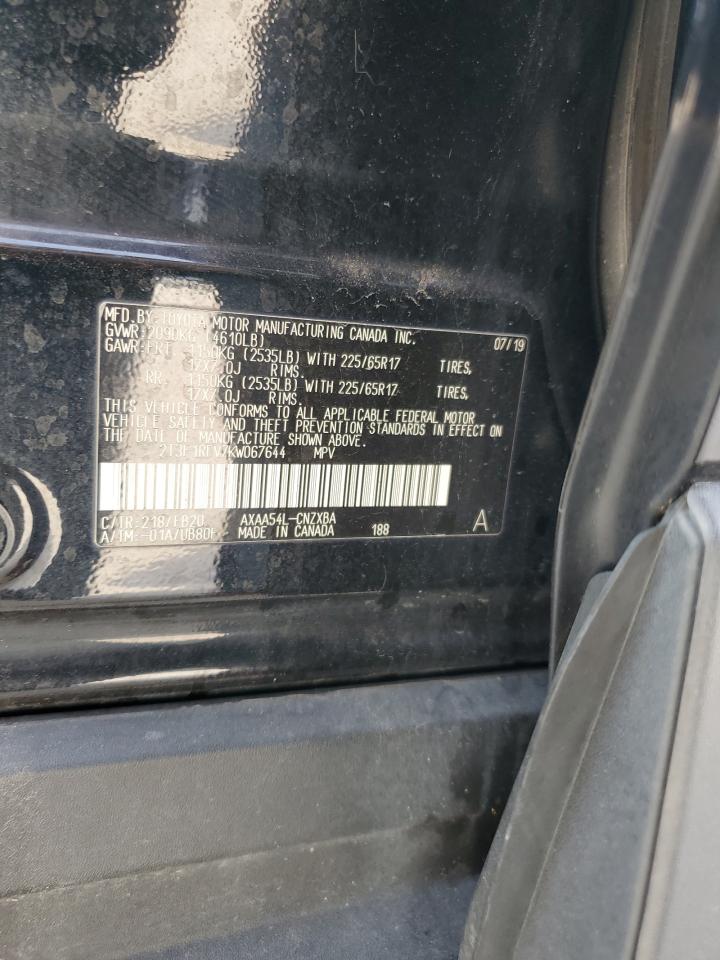 MFD. BY: TOYOTA MOTOR MANUFACTURING CANADA INC. 07/19
GVWR: 2090KG (4610LB)
GAWR: FRT 1150KG (2535LB) WITH 225/65R17 TIRES,
17X7.0J RIMS.
RR. 1150KG (2535LB) WITH 225/65R17 TIRES,
17X7.0J RIMS.
THIS VEHICLE CONFORMS TO ALL APPLICABLE FEDERAL MOTOR
VEHICLE SAFETY AND THEFT PREVENTION STANDARDS IN EFFECT ON
THE DATE OF MANUFACTURE SHOWN ABOVE.
MPV
C/TR: 218/FB20 AXAA54L-CNZXBA
A/TM: -01A/UB80F MADE IN CANADA 188 A